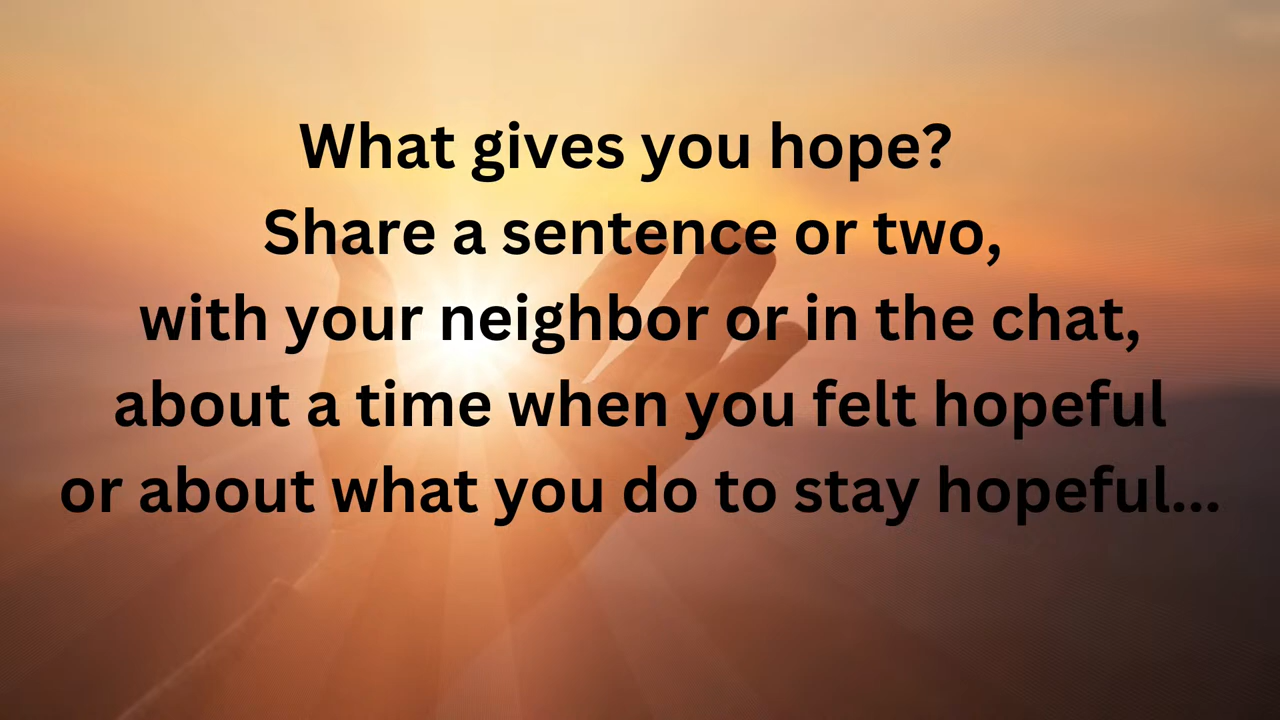 What gives you hope?
Share a sentence or two,
with your neighbor or in the chat,
about a time when you felt hopeful
or about what you do to stay hopeful...